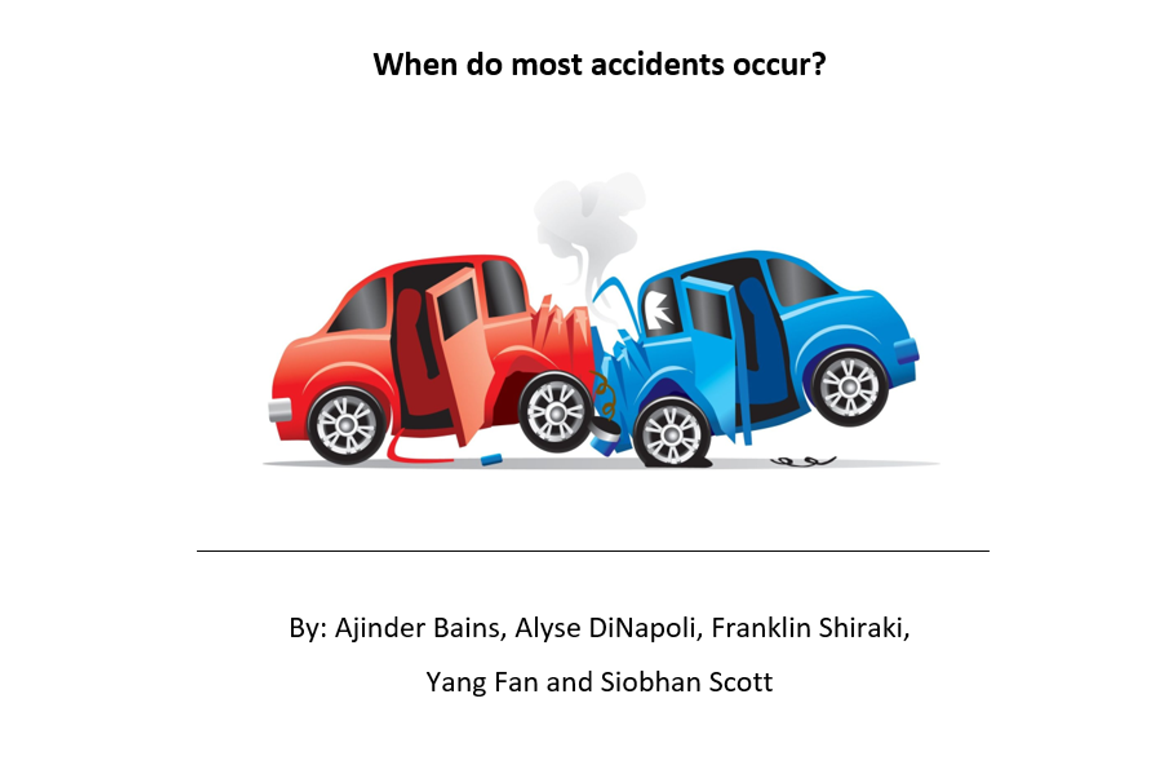 When do most accidents occur?
By: Ajinder Bains, Alyse DiNapoli, Franklin Shiraki,
Yang Fan and Siobhan Scott